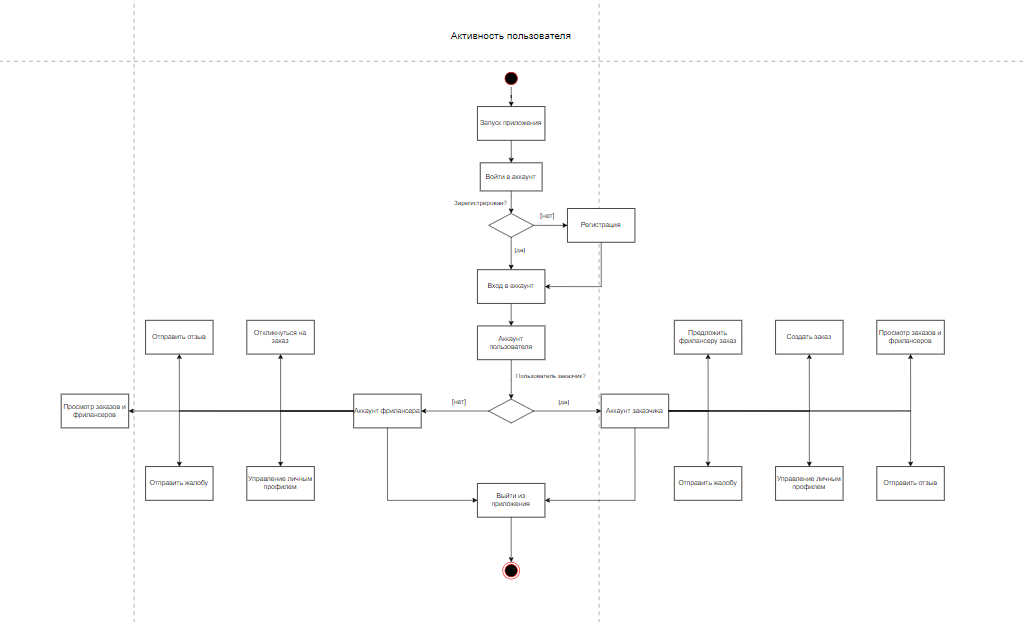 Активность пользователя
Запуск приложения
Войти в аккаунт
Зарегистрирован?
[нет]
Регистрация
[да]
Вход в аккаунт
Аккаунт
пользователя
Пользователь заказчик?
Отправить отзыв
Откликнуться на
заказ
Предложить
фрилансеру заказ
Создать заказ
Просмотр заказов и
фрилансеров
Просмотр заказов и
фрилансеров
Аккаунт фрилансера
[нет]
[да]
Аккаунт заказчика
Отправить жалобу
Управление личным
профилем
Выйти из
приложения
Отправить жалобу
Управление личным
профилем
Отправить отзыв